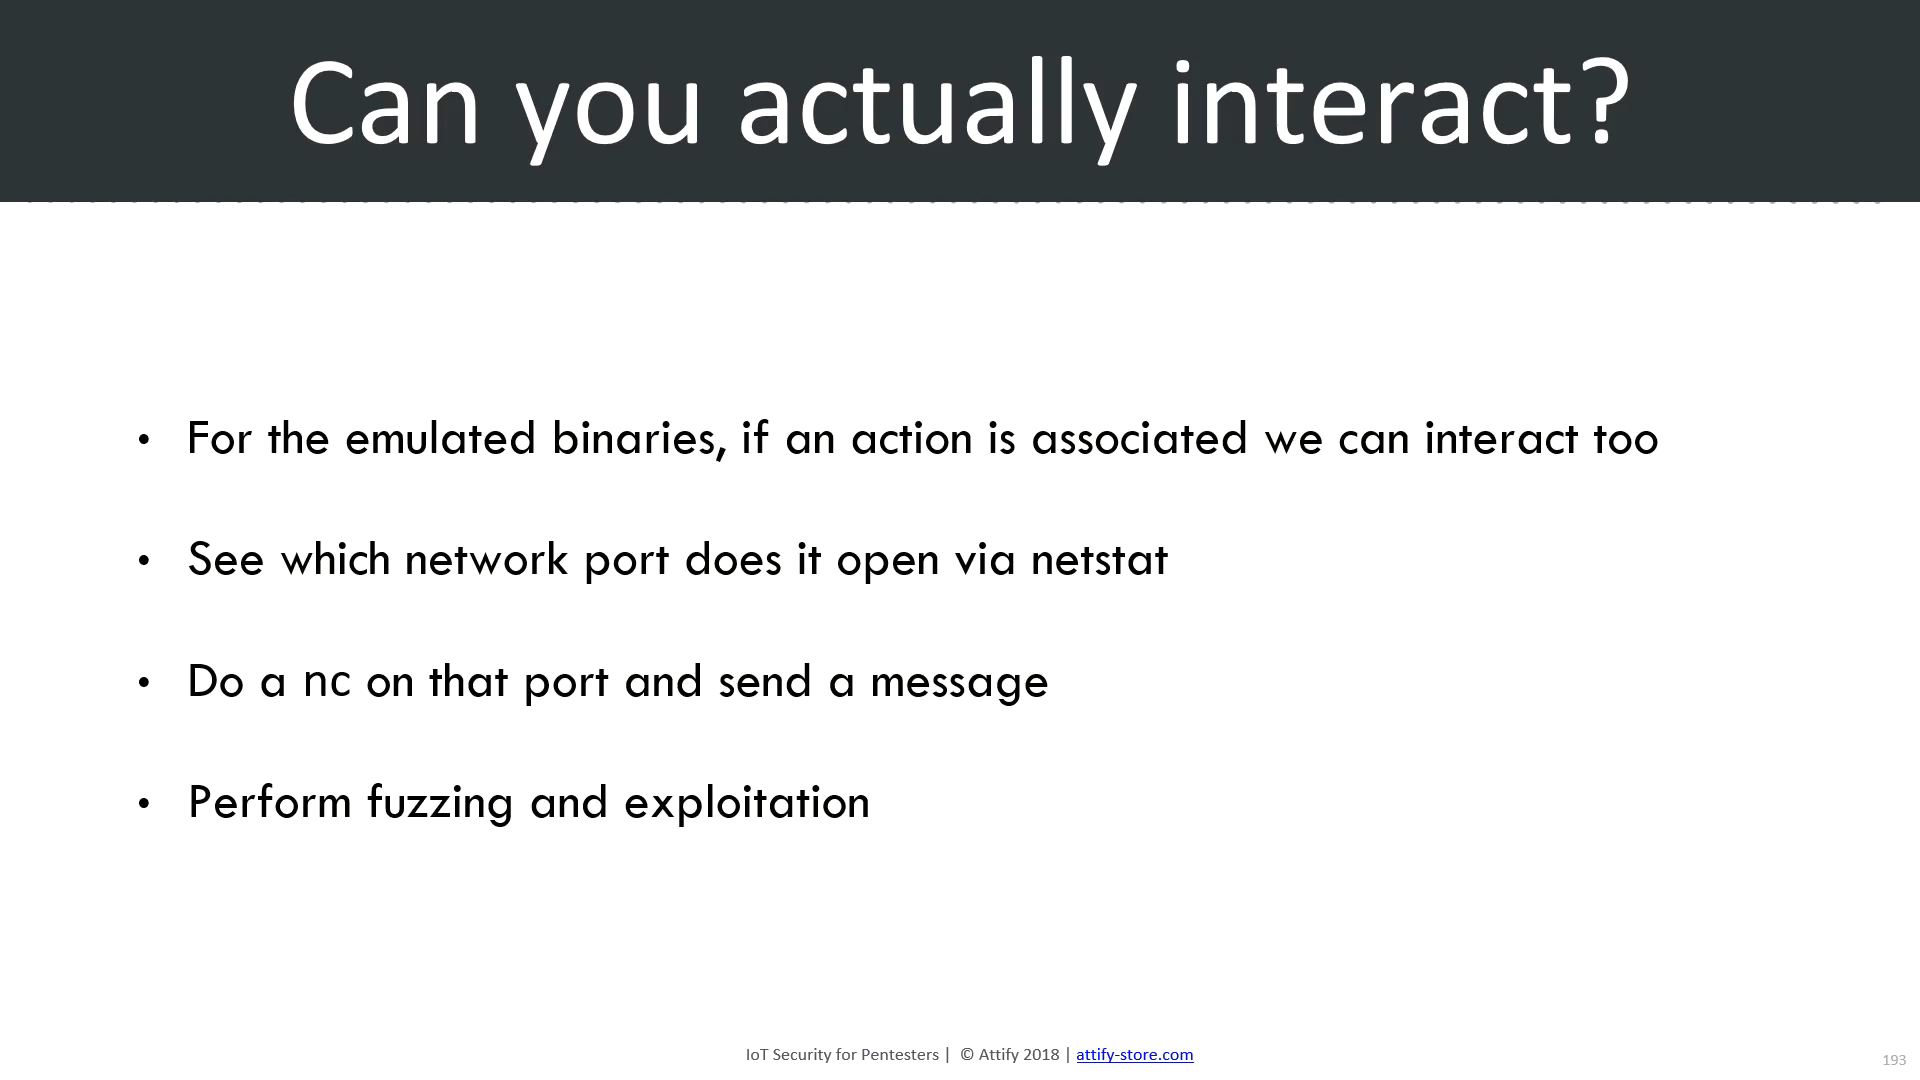 Can you actually interact?
• For the emulated binaries, if an action is associated we can interact too
• See which network port does it open via netstat
• Do a nc on that port and send a message
• Perform fuzzing and exploitation
IoT Security for Pentesters | © Attify 2018 | attify-store.com
193